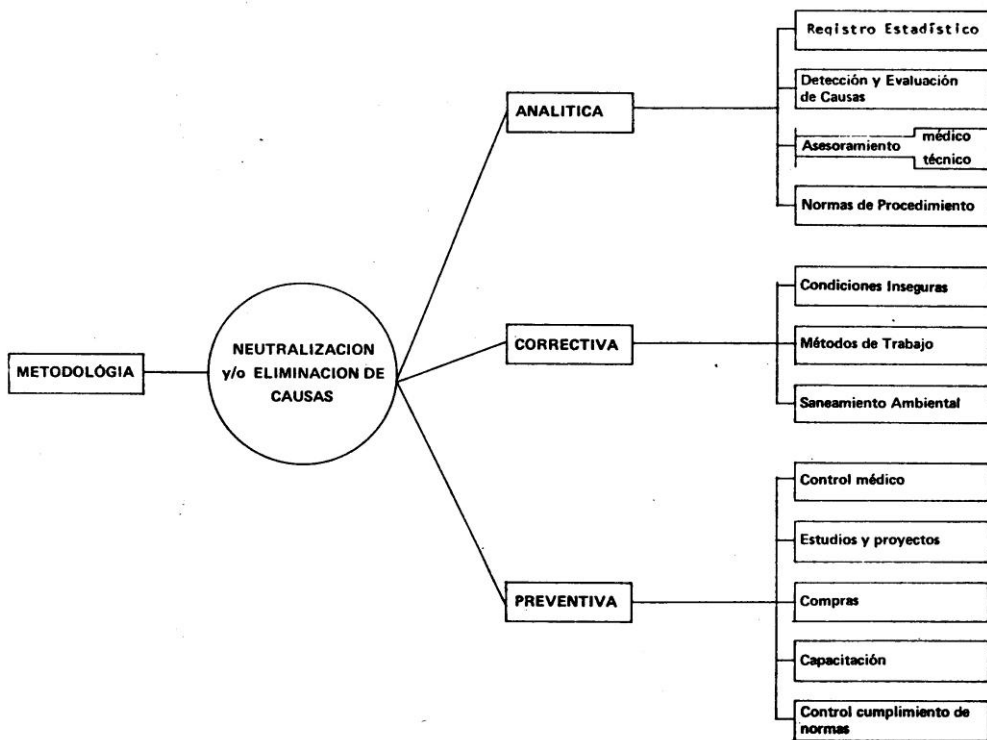 METODOLÓGIA
NEUTRALIZACION
y/o ELIMINACION DE
CAUSAS
ANALITICA
Registro Estadístico
Detección y Evaluación
de Causas
Asesoramiento
médico
técnico
Normas de Procedimiento
CORRECTIVA
Condiciones Inseguras
Métodos de Trabajo
Saneamiento Ambiental
PREVENTIVA
Control médico
Estudios y proyectos
Compras
Capacitación
Control cumplimiento de
normas